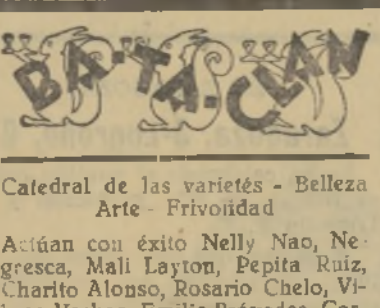 BA-TA-CLAN
Catedral de las varietés - Belleza
Arte - Frivolidad
Actúan con éxito Nelly Nao, Ne-
gresca, Mali Layton, Pepita Ruiz,
Charito Alonso, Rosario Chelo, Vi-